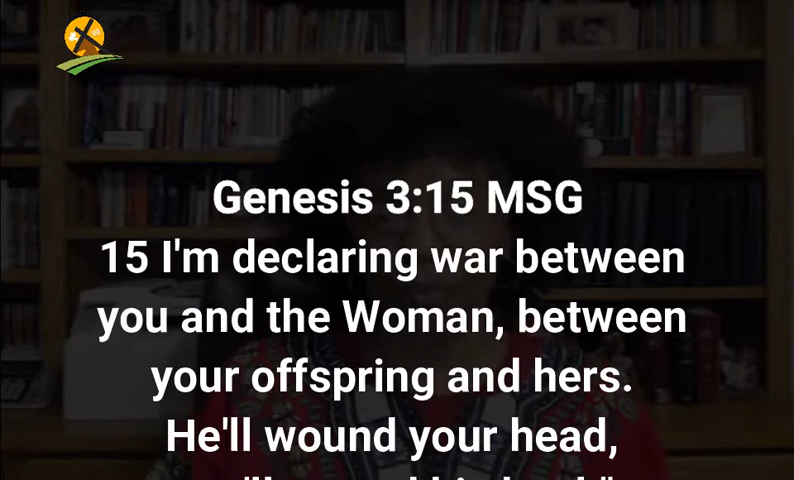 Genesis 3:15 MSG
15 I'm declaring war between
you and the Woman, between
your offspring and hers.
He'll wound your head,